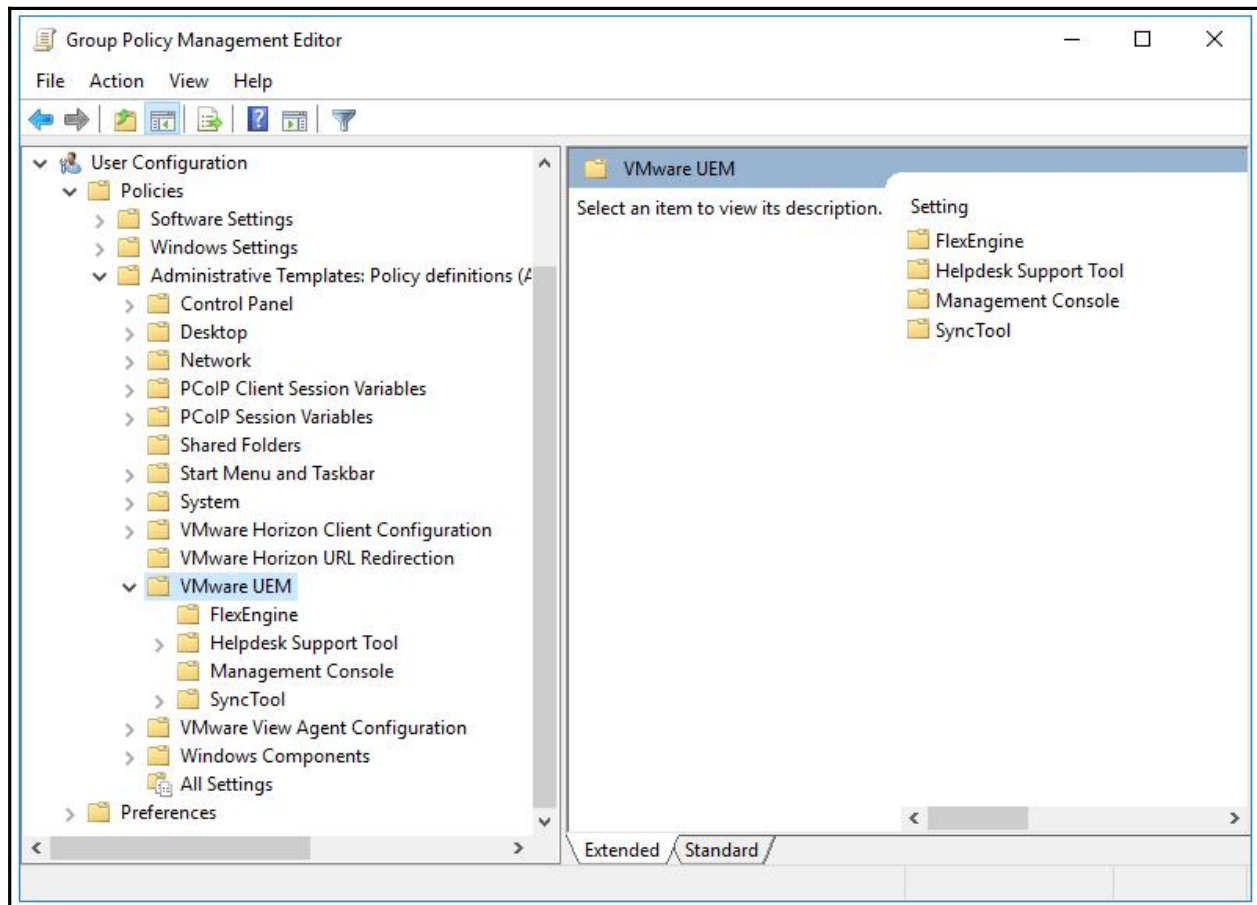 Group Policy Management Editor
File Action View Help
User Configuration
Policies
Software Settings
Windows Settings
Administrative Templates: Policy definitions (A
Control Panel
Desktop
Network
PCoIP Client Session Variables
PCoIP Session Variables
Shared Folders
Start Menu and Taskbar
System
VMware Horizon Client Configuration
VMware Horizon URL Redirection
VMware UEM
FlexEngine
Helpdesk Support Tool
Management Console
SyncTool
VMware View Agent Configuration
Windows Components
All Settings
Preferences
VMware UEM
Select an item to view its description.
Setting
FlexEngine
Helpdesk Support Tool
Management Console
SyncTool
Extended Standard